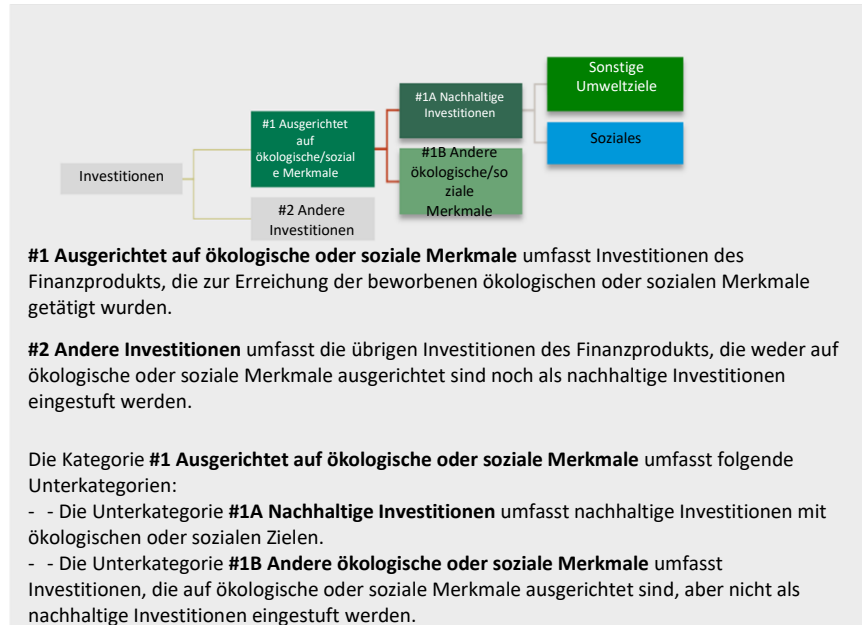 Sonstige
Umweltziele
#1A Nachhaltige
Investitionen
#1 Ausgerichtet
auf
ökologische/sozial
e Merkmale
Soziales
#1B Andere
ökologische/so
ziale
Merkmale
Investitionen
#2 Andere
Investitionen
#1 Ausgerichtet auf ökologische oder soziale Merkmale umfasst Investitionen des
Finanzprodukts, die zur Erreichung der beworbenen ökologischen oder sozialen Merkmale
getätigt wurden.
#2 Andere Investitionen umfasst die übrigen Investitionen des Finanzprodukts, die weder auf
ökologische oder soziale Merkmale ausgerichtet sind noch als nachhaltige Investitionen
eingestuft werden.
Die Kategorie #1 Ausgerichtet auf ökologische oder soziale Merkmale umfasst folgende
Unterkategorien:
- - Die Unterkategorie #1A Nachhaltige Investitionen umfasst nachhaltige Investitionen mit
ökologischen oder sozialen Zielen.
- - Die Unterkategorie #1B Andere ökologische oder soziale Merkmale umfasst
Investitionen, die auf ökologische oder soziale Merkmale ausgerichtet sind, aber nicht als
nachhaltige Investitionen eingestuft werden.